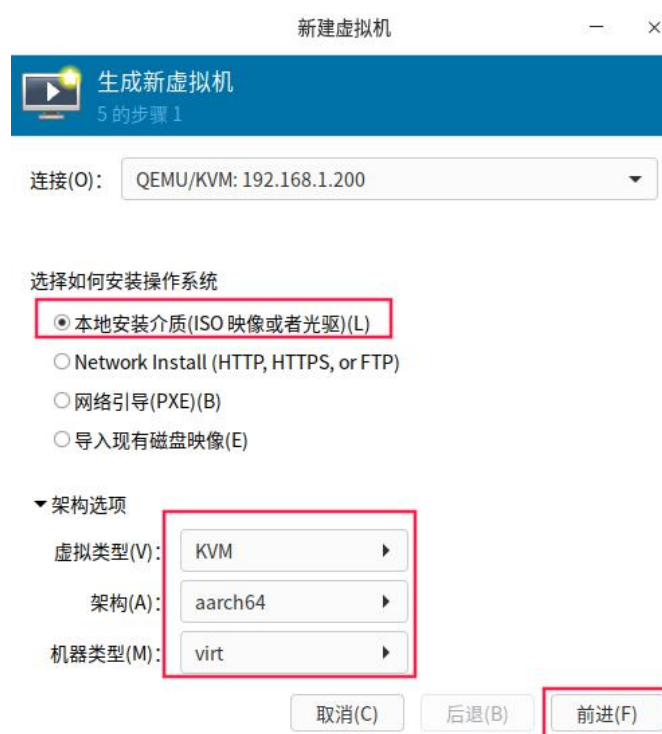 新建虚拟机
生成新虚拟机
5 的步骤 1
连接(O)： QEMU/KVM: 192.168.1.200
选择如何安装操作系统
本地安装介质(ISO 映像或者光驱)(L)
Network Install (HTTP, HTTPS, or FTP)
网络引导(PXE)(B)
导入现有磁盘映像(E)
架构选项
虚拟类型(V)： KVM
架构(A)： aarch64
机器类型(M)： virt
取消(C) 后退(B) 前进(F)